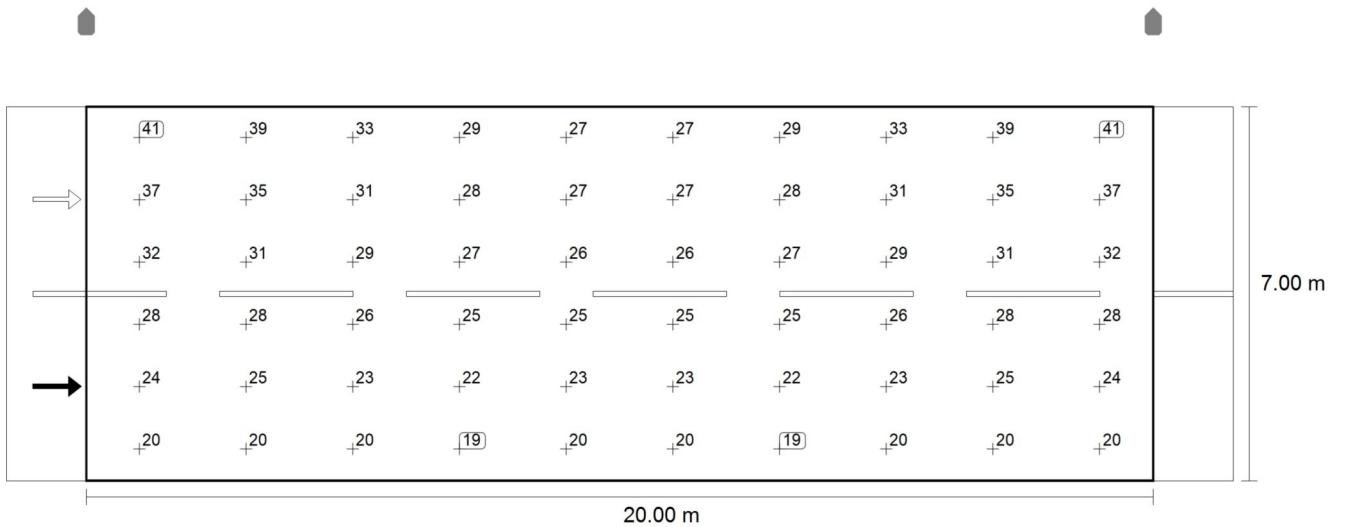 41 39 33 29 27 27 29 33 39 41
37 35 31 28 27 27 28 31 35 37
32 31 29 27 26 26 27 29 31 32
7.00 m
28 28 26 25 25 25 25 26 28 28
24 25 23 22 23 23 22 23 25 24
20 20 20 19 20 20 19 20 20 20
20.00 m